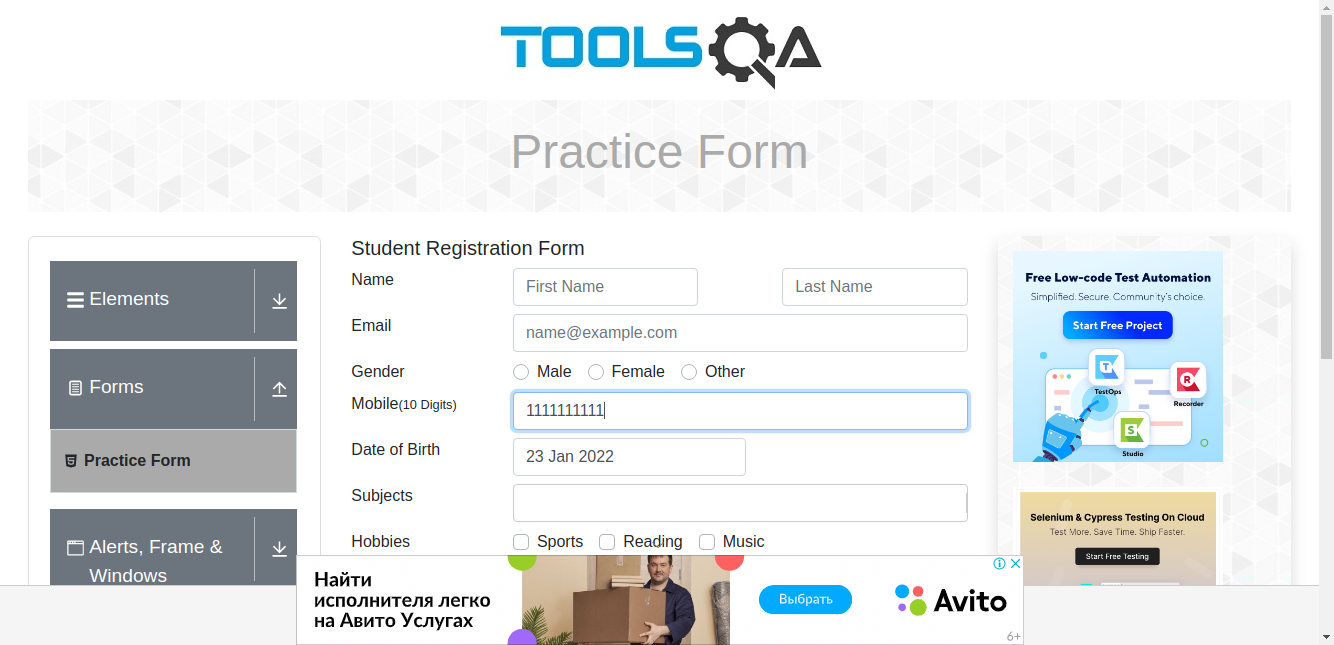 TOOLSQA
Practice Form
Elements
Forms
Practice Form
Alerts, Frame &
Windows
Student Registration Form
Name
First Name
Last Name
Email
name@example.com
Gender
Male
Female
Other
Mobile(10 Digits)
1111111111
Date of Birth
23 Jan 2022
Subjects
Hobbies
Sports
Reading
Music
Free Low-code Test Automation
Simplified. Secure. Community's choice.
Start Free Project
T
TestOps
R
Recorder
S
Studio
Selenium & Cypress Testing On Cloud
Test More. Save Time. Ship Faster.
Start Free Testing
Найти
исполнителя легко
на Авито Услугах
Выбрать
Avito
6+